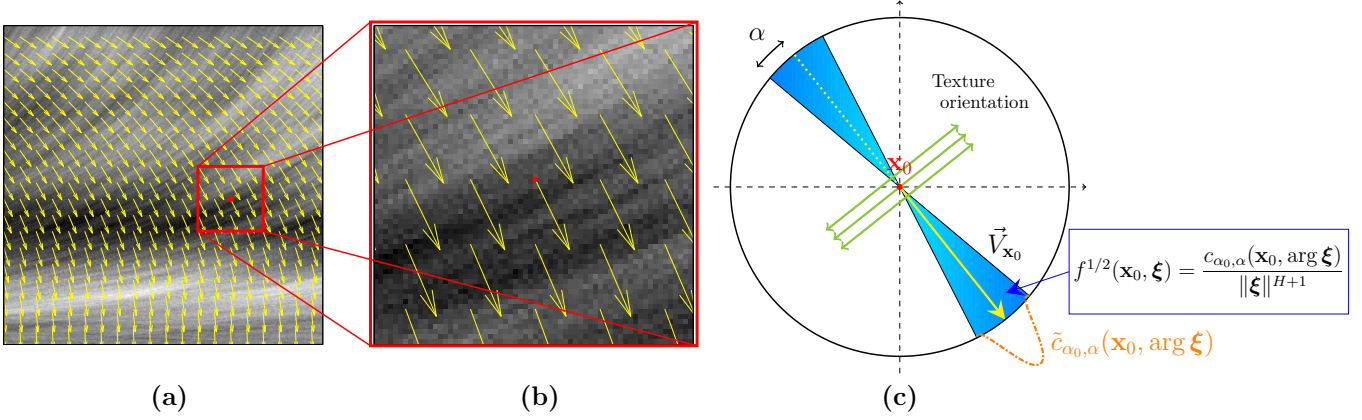 α
Texture
orientation
x₀
V⃗ₓ₀
f^{1/2}(x₀, ξ) = c_{α₀,α}(x₀, arg ξ) / ‖ξ‖^{H+1}
c̃_{α₀,α}(x₀, arg ξ)
(a)
(b)
(c)